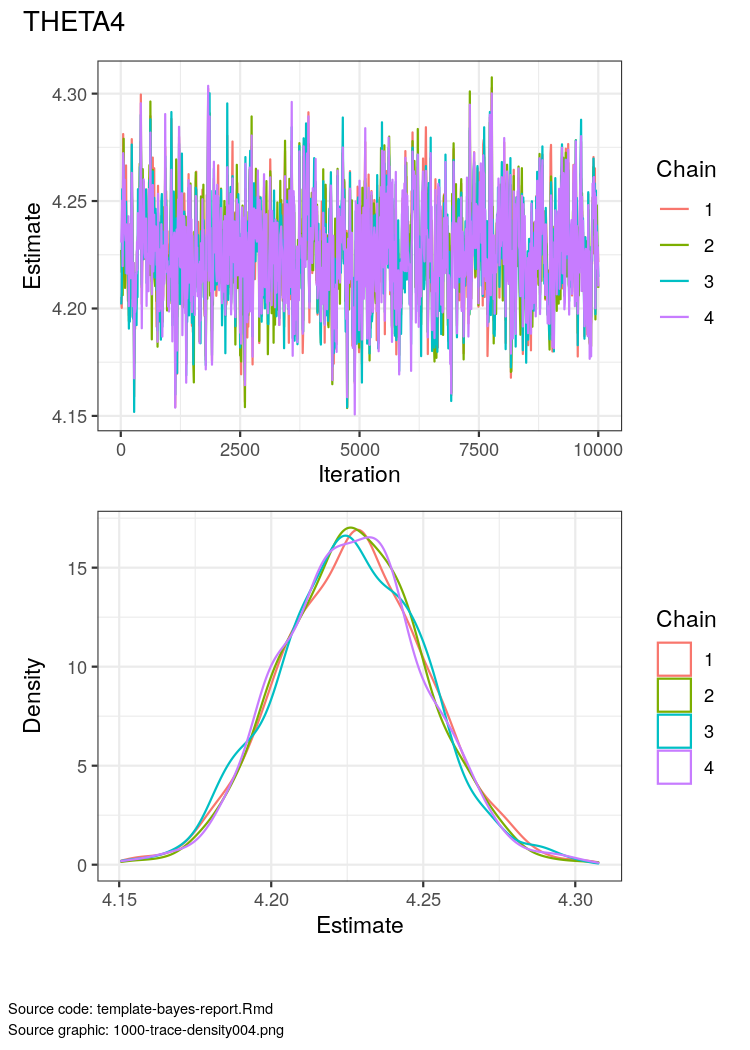 THETA4
4.30
4.25
4.20
4.15
Estimate
0 2500 5000 7500 10000
Iteration
Chain
1
2
3
4
15
10
5
0
Density
4.15 4.20 4.25 4.30
Estimate
Chain
1
2
3
4
Source code: template-bayes-report.Rmd
Source graphic: 1000-trace-density004.png